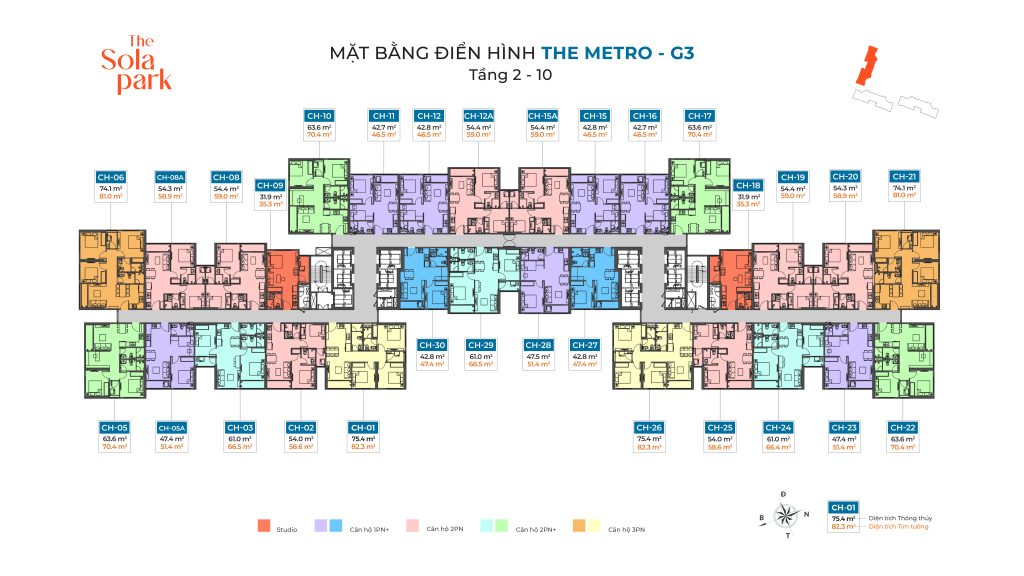 The
Sola
park
MẶT BẰNG ĐIỂN HÌNH THE METRO - G3
Tầng 2 - 10
CH-10
63.6 m²
70.4 m²
CH-11
42.7 m²
46.5 m²
CH-12
42.8 m²
46.5 m²
CH-12A
54.4 m²
59.0 m²
CH-15A
54.4 m²
59.0 m²
CH-15
42.8 m²
46.5 m²
CH-16
42.7 m²
46.5 m²
CH-17
63.6 m²
70.4 m²
CH-06
74.1 m²
81.0 m²
CH-08A
54.3 m²
58.9 m²
CH-08
54.4 m²
59.0 m²
CH-09
31.9 m²
35.3 m²
CH-18
31.9 m²
35.3 m²
CH-19
54.4 m²
59.0 m²
CH-20
54.3 m²
58.9 m²
CH-21
74.1 m²
81.0 m²
CH-30
42.8 m²
47.4 m²
CH-29
61.0 m²
66.5 m²
CH-28
47.5 m²
51.4 m²
CH-27
42.8 m²
47.4 m²
CH-05
63.6 m²
70.4 m²
CH-05A
47.4 m²
51.4 m²
CH-03
61.0 m²
66.5 m²
CH-02
54.0 m²
58.6 m²
CH-01
75.4 m²
82.3 m²
CH-26
75.4 m²
82.3 m²
CH-25
54.0 m²
58.6 m²
CH-24
61.0 m²
66.4 m²
CH-23
47.4 m²
51.4 m²
CH-22
63.6 m²
70.4 m²
Studio
Căn hộ 1PN+
Căn hộ 2PN
Căn hộ 2PN+
Căn hộ 3PN
Đ
B
N
T
CH-01
75.4 m² Diện tích Thông thủy
82.3 m² Diện tích Tim tường